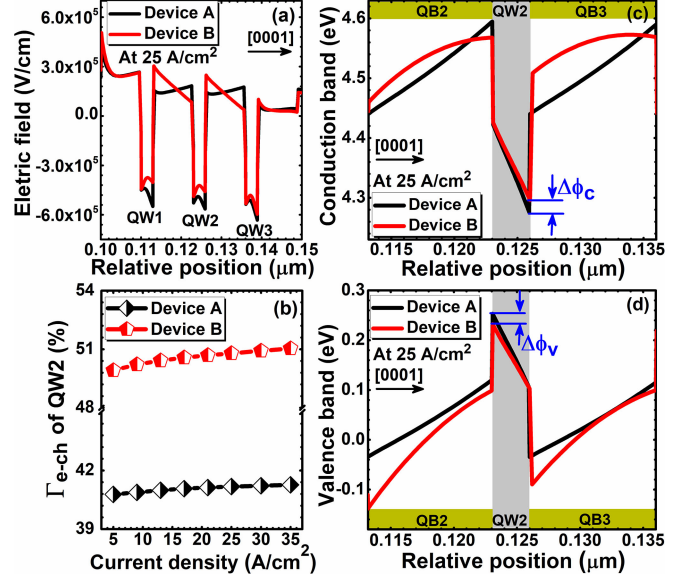 (a)
Device A
Device B
[0001]
At 25 A/cm²
6.0x10⁵
3.0x10⁵
0.0
-3.0x10⁵
-6.0x10⁵
Eletric field (V/cm)
QW1
QW2
QW3
0.10
0.11
0.12
0.13
0.14
0.15
Relative position (μm)
QB2
QW2
QB3
(c)
4.6
4.5
4.4
4.3
Conduction band (eV)
[0001]
At 25 A/cm²
Device A
Device B
Δϕc
0.115
0.120
0.125
0.130
0.135
Relative position (μm)
(b)
Device A
Device B
54
51
48
42
39
Γe-ch of QW2 (%)
5
10
15
20
25
30
35
Current density (A/cm²)
(d)
Device A
Device B
At 25 A/cm²
[0001]
Δϕv
0.3
0.2
0.1
0.0
-0.1
Valence band (eV)
QB2
QW2
QB3
0.115
0.120
0.125
0.130
0.135
Relative position (μm)